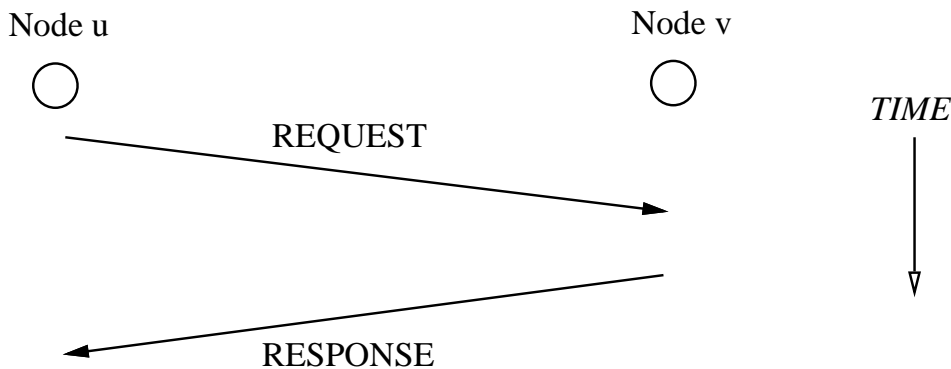 Node u
Node v
TIME
REQUEST
RESPONSE